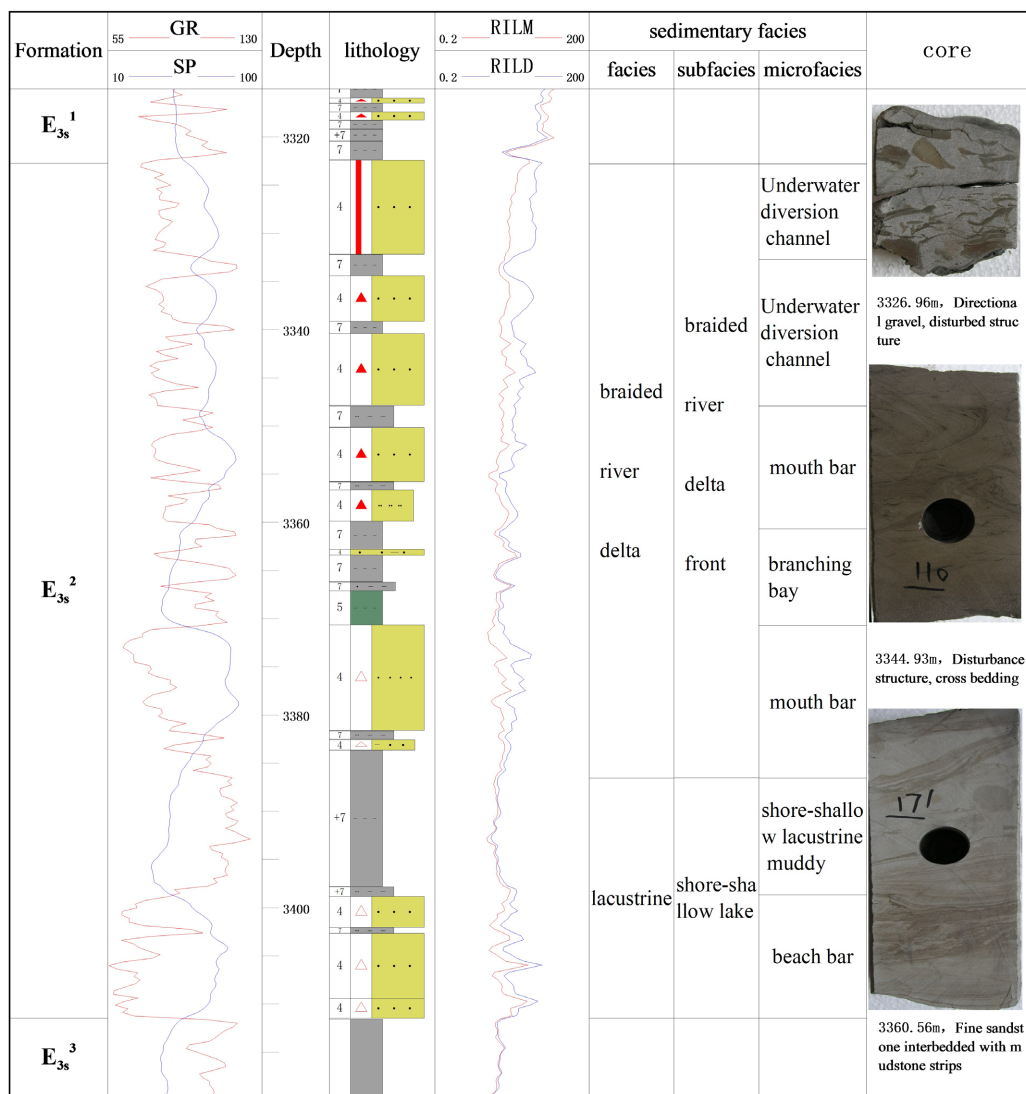 Formation
GR
55 130
SP
10 100
Depth
lithology
RILM
0.2 200
RILD
0.2 200
sedimentary facies
facies
subfacies
microfacies
core
E3s1
E3s2
E3s3
3320
3340
3360
3380
3400
4
7
4
7
+7
7
4
7
4
7
4
7
4
7
4
7
4
7
7
5
4
7
4
+7
+7
4
7
4
4
braided
river
delta
lacustrine
braided
river
delta
front
shore-sha
llow lake
Underwater
diversion
channel
Underwater
diversion
channel
mouth bar
branching
bay
mouth bar
shore-shallo
w lacustrine
muddy
beach bar
3326.96m, Directiona
l gravel, disturbed struc
ture
110
3344.93m, Disturbance
structure, cross bedding
171
3360.56m, Fine sandst
one interbedded with m
udstone strips